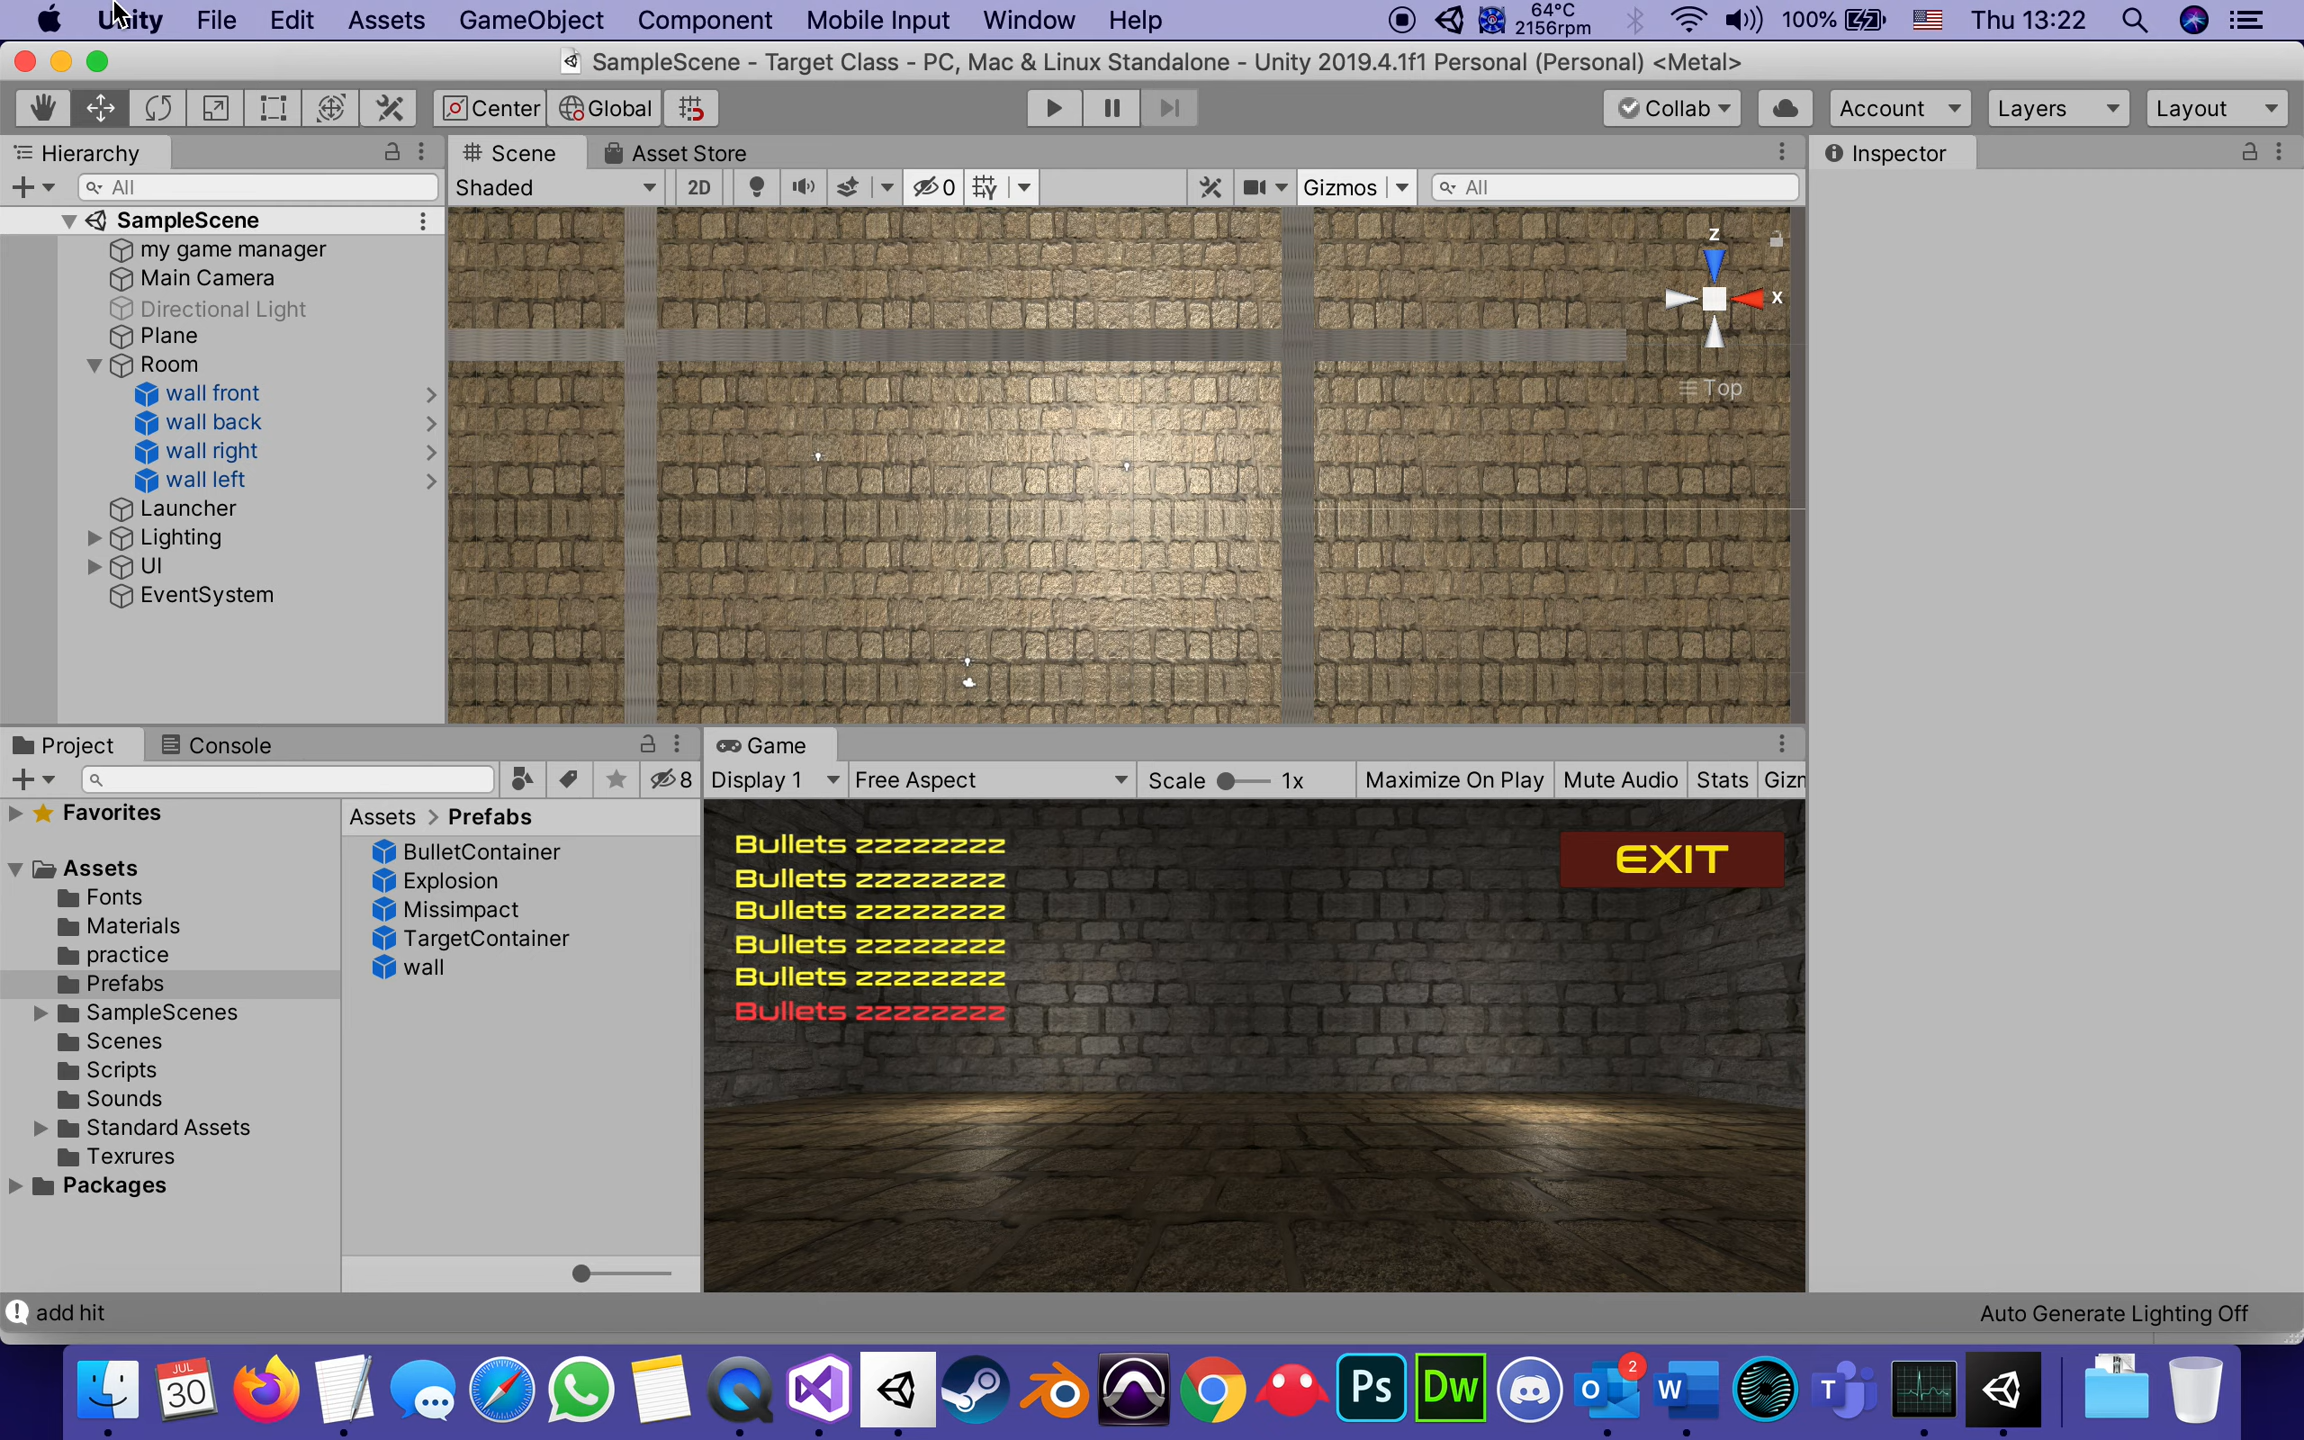 Unity File Edit Assets GameObject Component Mobile Input Window Help 64°C 2156rpm 100% Thu 13:22
SampleScene - Target Class - PC, Mac & Linux Standalone - Unity 2019.4.1f1 Personal (Personal) <Metal>
Center Global Collab Account Layers Layout
Hierarchy Scene Asset Store Inspector
All Shaded 2D 0 Gizmos All
SampleScene
my game manager
Main Camera
Directional Light
Plane
Room
wall front
wall back
wall right
wall left
Launcher
Lighting
UI
EventSystem
Z
X
Top
Project Console Game
8 Display 1 Free Aspect Scale 1x Maximize On Play Mute Audio Stats Gizn
Favorites
Assets
Fonts
Materials
practice
Prefabs
SampleScenes
Scenes
Scripts
Sounds
Standard Assets
Texrures
Packages
Assets > Prefabs
BulletContainer
Explosion
Missimpact
TargetContainer
wall
Bullets zzzzzzzz
Bullets zzzzzzzz
Bullets zzzzzzzz
Bullets zzzzzzzz
Bullets zzzzzzzz
Bullets zzzzzzzz
EXIT
add hit Auto Generate Lighting Off
JUL
30
Ps Dw O 2 W T